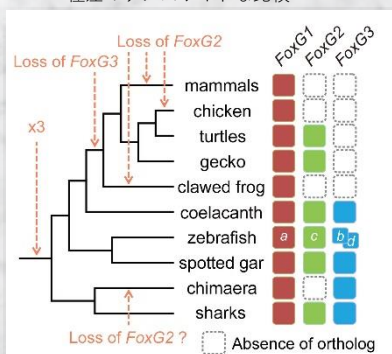 Loss of FoxG2
Loss of FoxG3
x3
FoxG1
FoxG2
FoxG3
mammals
chicken
turtles
gecko
clawed frog
coelacanth
zebrafish
a
c
b
d
spotted gar
chimaera
sharks
Loss of FoxG2 ?
Absence of ortholog